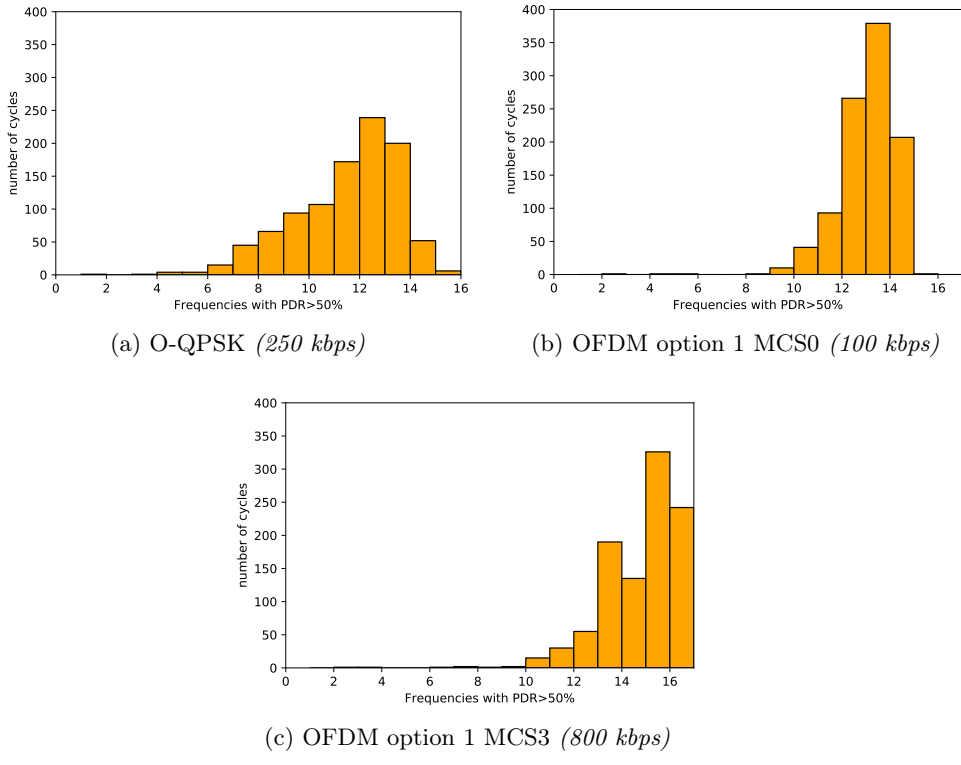 400
350
300
250
200
150
100
50
0
number of cycles
0 2 4 6 8 10 12 14 16
Frequencies with PDR>50%
(a) O-QPSK (250 kbps)
400
350
300
250
200
150
100
50
0
number of cycles
0 2 4 6 8 10 12 14 16
Frequencies with PDR>50%
(b) OFDM option 1 MCS0 (100 kbps)
400
350
300
250
200
150
100
50
0
number of cycles
0 2 4 6 8 10 12 14 16
Frequencies with PDR>50%
(c) OFDM option 1 MCS3 (800 kbps)